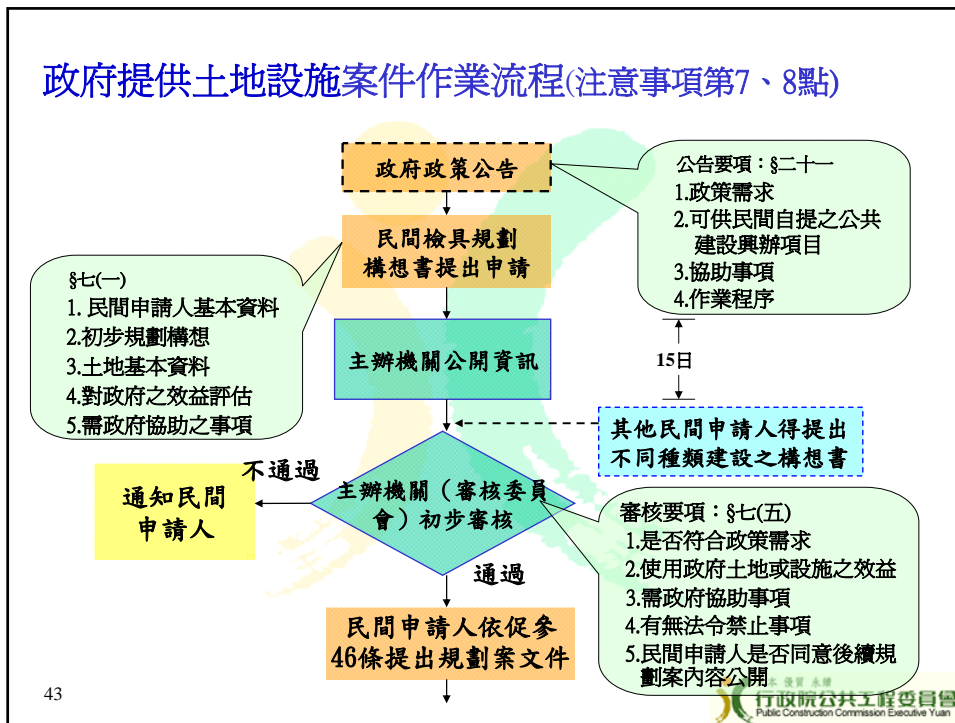 政府提供土地設施案件作業流程(注意事項第7、8點)
政府政策公告
公告要項：§二十一
1.政策需求
2.可供民間自提之公共
建設興辦項目
3.協助事項
4.作業程序
民間檢具規劃
構想書提出申請
§七(一)
1. 民間申請人基本資料
2.初步規劃構想
3.土地基本資料
4.對政府之效益評估
5.需政府協助之事項
主辦機關公開資訊
15日
其他民間申請人得提出
不同種類建設之構想書
不通過
通知民間
申請人
主辦機關（審核委員
會）初步審核
通過
審核要項：§七(五)
1.是否符合政策需求
2.使用政府土地或設施之效益
3.需政府協助事項
4.有無法令禁止事項
5.民間申請人是否同意後續規
劃案內容公開
民間申請人依促參
46條提出規劃案文件
43
本 優質 永續
行政院公共工程委員會
Public Construction Commission Executive Yuan